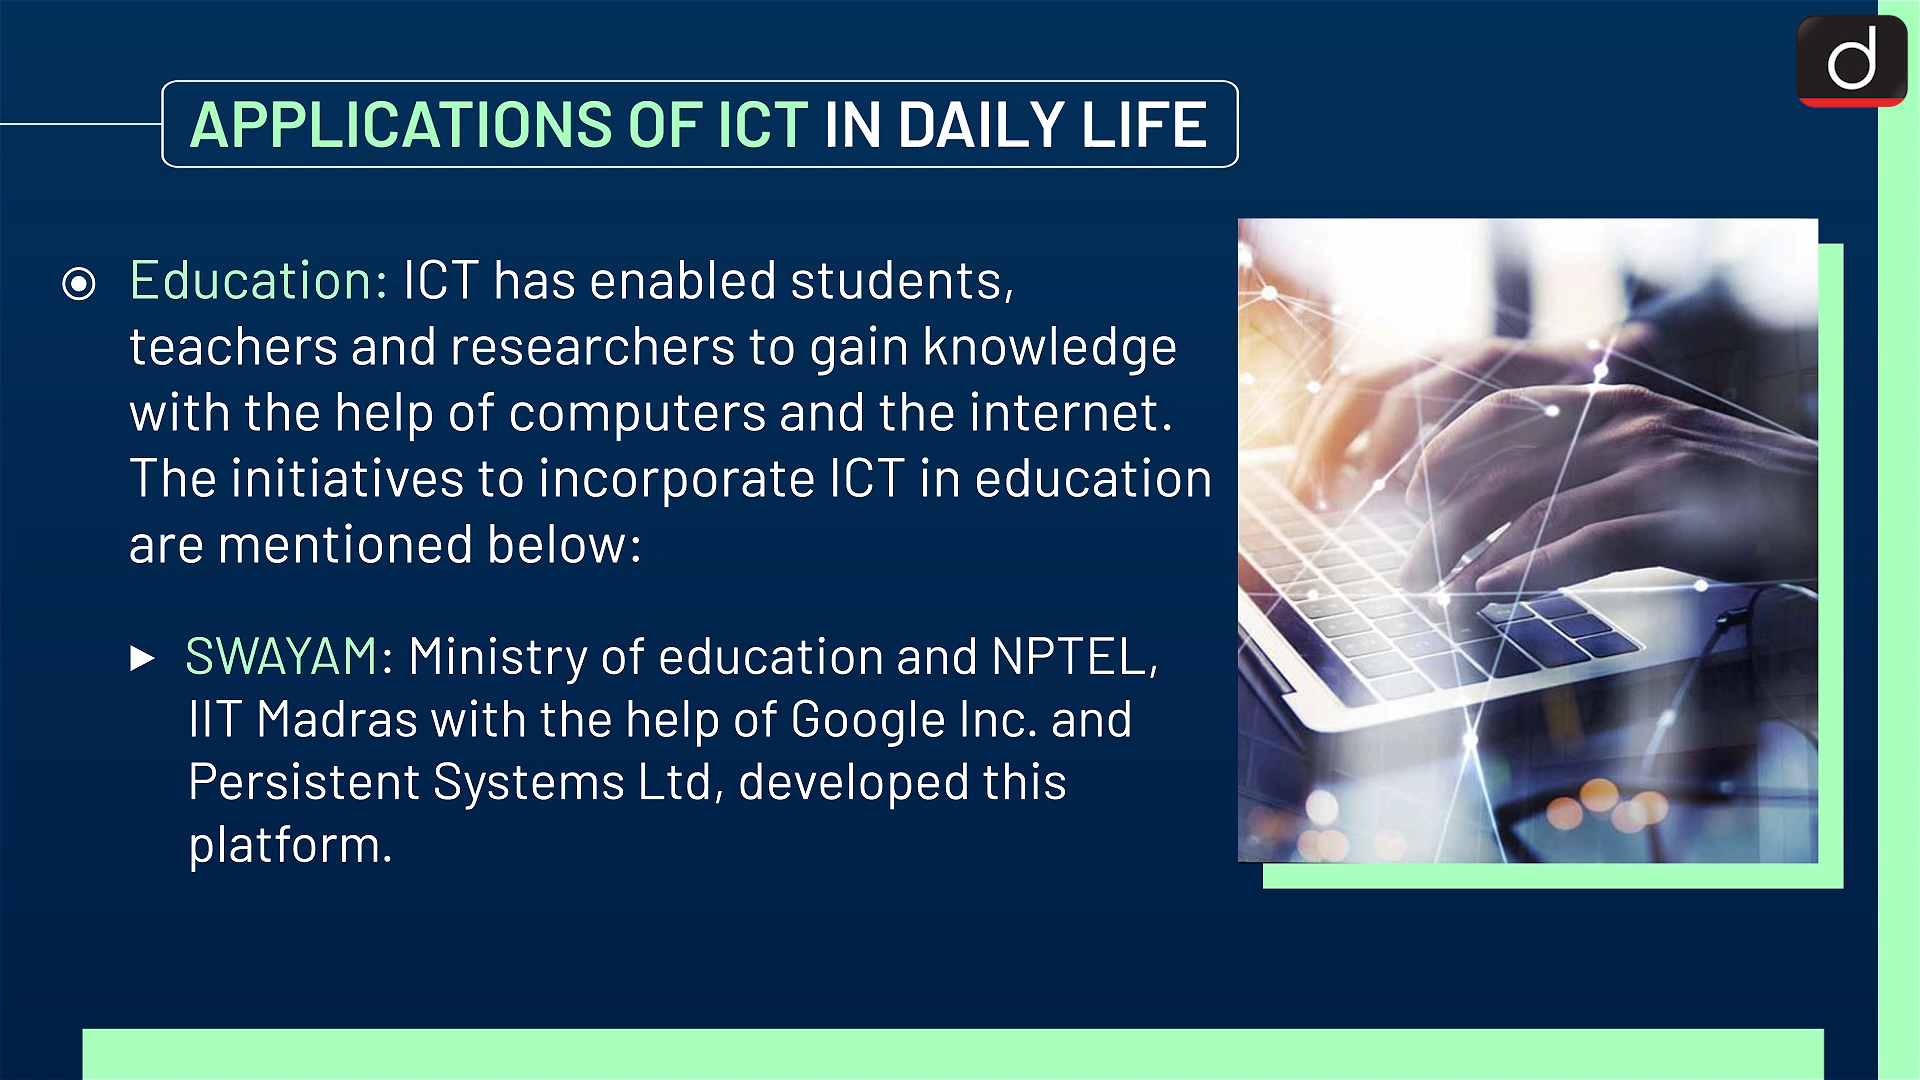 d
APPLICATIONS OF ICT IN DAILY LIFE
Education: ICT has enabled students,
teachers and researchers to gain knowledge
with the help of computers and the internet.
The initiatives to incorporate ICT in education
are mentioned below:
SWAYAM: Ministry of education and NPTEL,
IIT Madras with the help of Google Inc. and
Persistent Systems Ltd, developed this
platform.